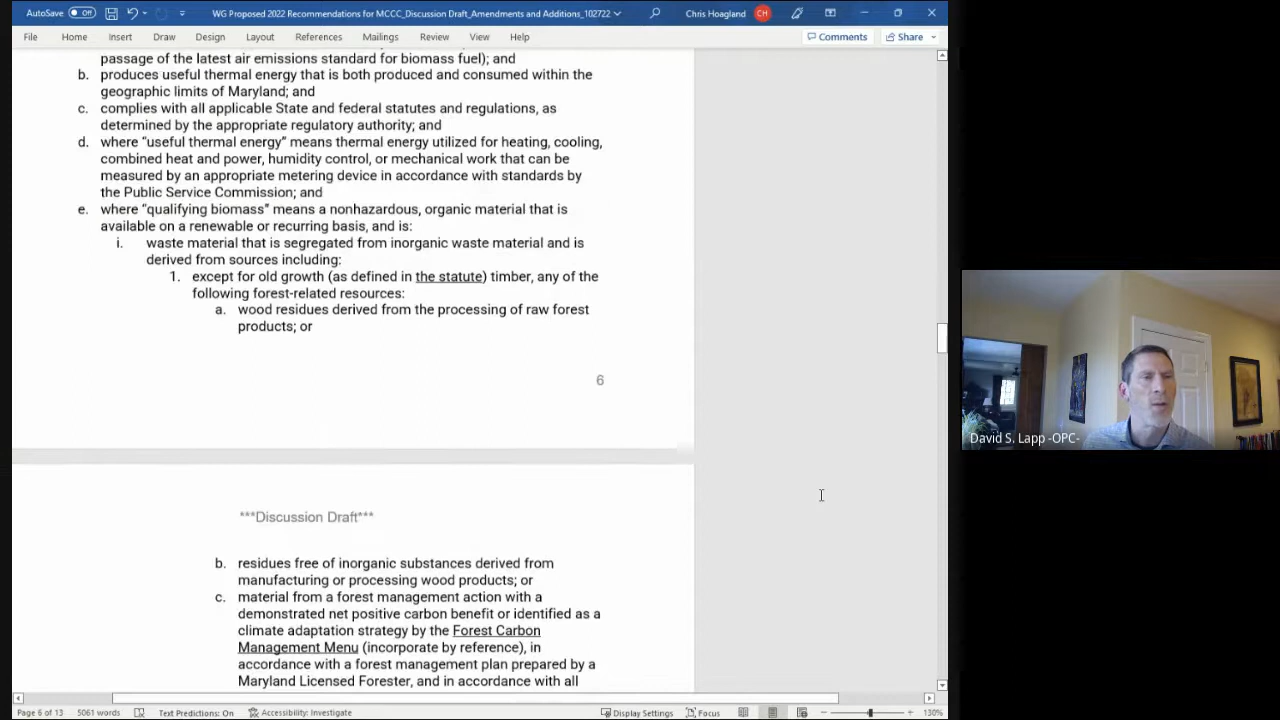 AutoSave Off WG Proposed 2022 Recommendations for MCCC_Discussion Draft_Amendments and Additions_102722 Chris Hoagland CH
File Home Insert Draw Design Layout References Mailings Review View Help Comments Share
passage of the latest air emissions standard for biomass fuel); and
b. produces useful thermal energy that is both produced and consumed within the
geographic limits of Maryland; and
c. complies with all applicable State and federal statutes and regulations, as
determined by the appropriate regulatory authority; and
d. where “useful thermal energy” means thermal energy utilized for heating, cooling,
combined heat and power, humidity control, or mechanical work that can be
measured by an appropriate metering device in accordance with standards by
the Public Service Commission; and
e. where “qualifying biomass” means a nonhazardous, organic material that is
available on a renewable or recurring basis, and is:
i. waste material that is segregated from inorganic waste material and is
derived from sources including:
1. except for old growth (as defined in the statute) timber, any of the
following forest-related resources:
a. wood residues derived from the processing of raw forest
products; or
6
***Discussion Draft***
b. residues free of inorganic substances derived from
manufacturing or processing wood products; or
c. material from a forest management action with a
demonstrated net positive carbon benefit or identified as a
climate adaptation strategy by the Forest Carbon
Management Menu (incorporate by reference), in
accordance with a forest management plan prepared by a
Maryland Licensed Forester, and in accordance with all
Page 6 of 13 5061 words Text Predictions: On Accessibility: Investigate Display Settings Focus 130%
David S. Lapp -OPC-